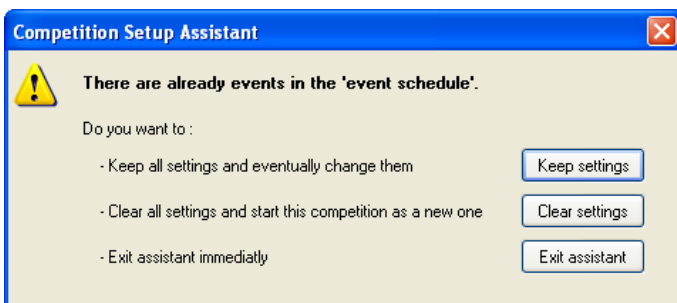 Competition Setup Assistant
There are already events in the 'event schedule'.
Do you want to :
- Keep all settings and eventually change them
Keep settings
- Clear all settings and start this competition as a new one
Clear settings
- Exit assistant immediatly
Exit assistant